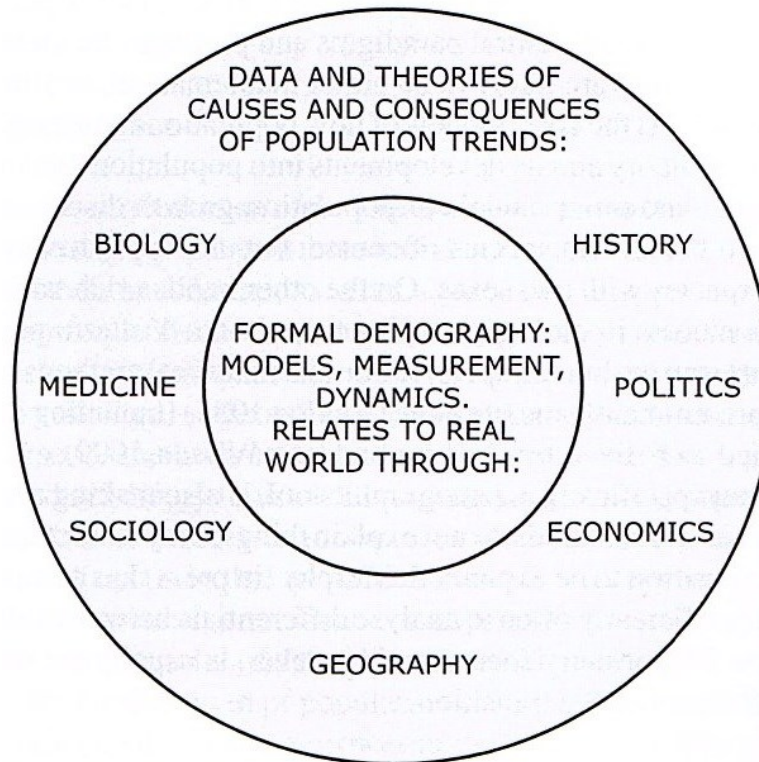 DATA AND THEORIES OF
CAUSES AND CONSEQUENCES
OF POPULATION TRENDS:
BIOLOGY
HISTORY
FORMAL DEMOGRAPHY:
MODELS, MEASUREMENT,
DYNAMICS.
RELATES TO REAL
WORLD THROUGH:
MEDICINE
POLITICS
SOCIOLOGY
ECONOMICS
GEOGRAPHY